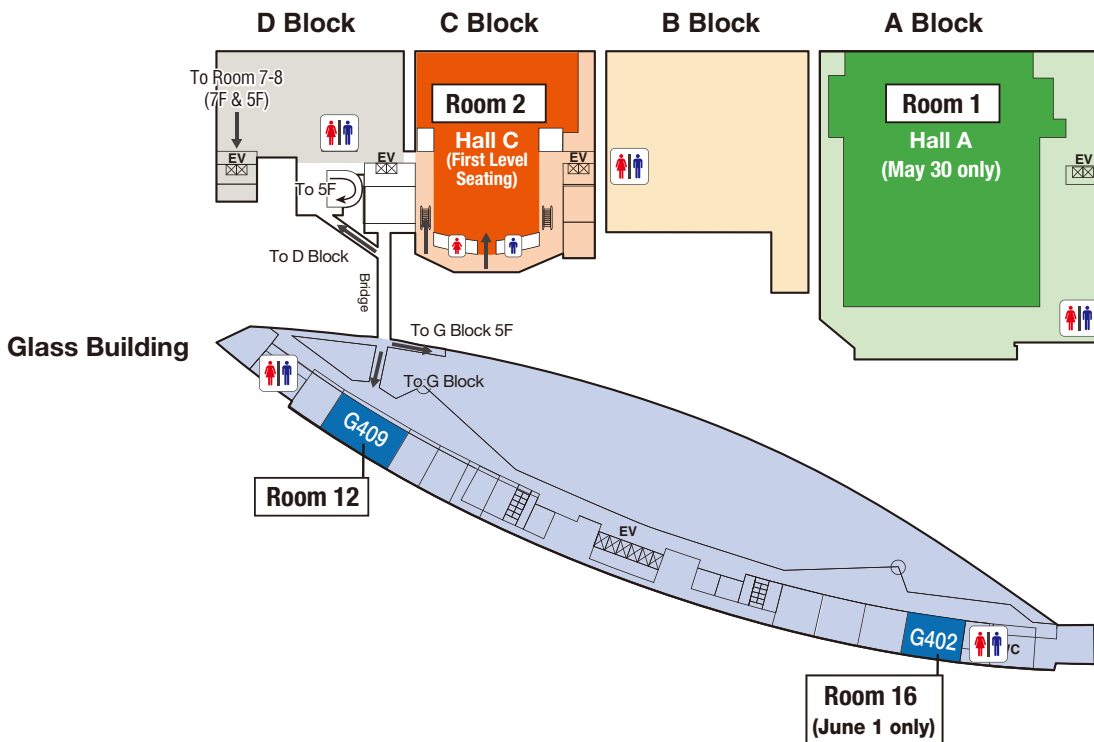 D Block
C Block
B Block
A Block
To Room 7-8
(7F & 5F)
EV
To 5F
EV
To D Block
Bridge
Room 2
Hall C
(First Level
Seating)
EV
Room 1
Hall A
(May 30 only)
EV
Glass Building
To G Block 5F
To G Block
G409
Room 12
EV
G402
Room 16
(June 1 only)